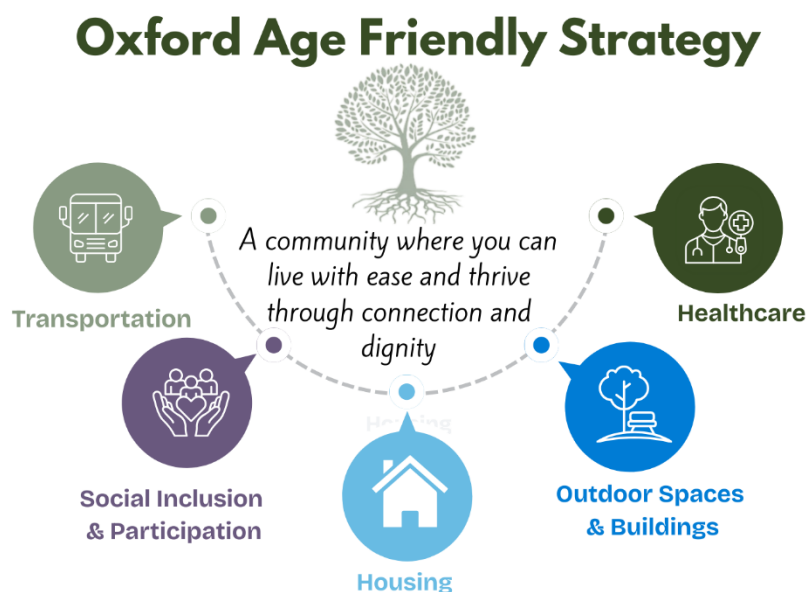 Oxford Age Friendly Strategy
A community where you can
live with ease and thrive
through connection and
dignity
Transportation
Healthcare
Social Inclusion
& Participation
Housing
Outdoor Spaces
& Buildings
Housing